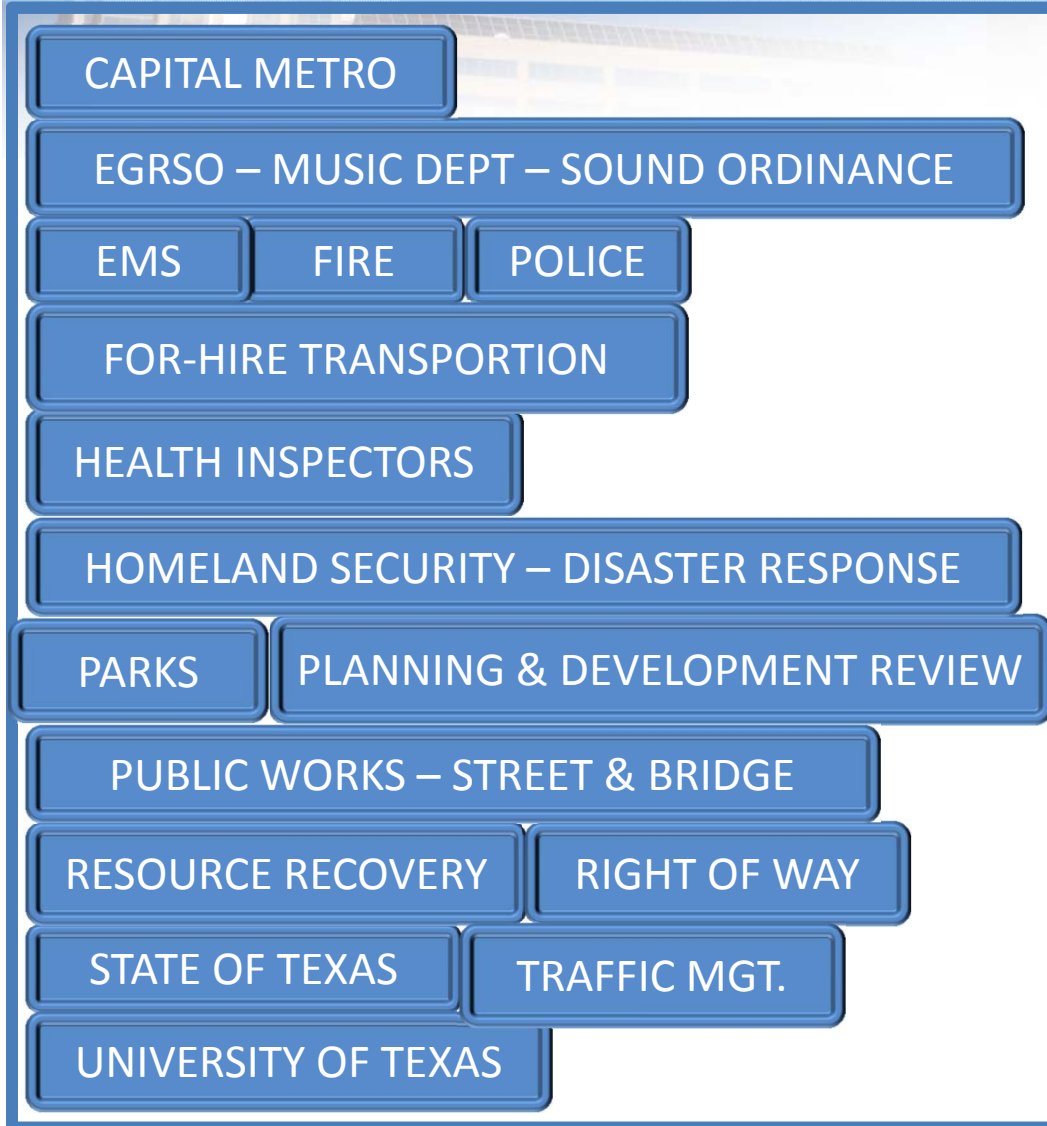 CAPITAL METRO
EGRSO – MUSIC DEPT – SOUND ORDINANCE
EMS FIRE POLICE
FOR-HIRE TRANSPORTION
HEALTH INSPECTORS
HOMELAND SECURITY – DISASTER RESPONSE
PARKS PLANNING & DEVELOPMENT REVIEW
PUBLIC WORKS – STREET & BRIDGE
RESOURCE RECOVERY RIGHT OF WAY
STATE OF TEXAS TRAFFIC MGT.
UNIVERSITY OF TEXAS